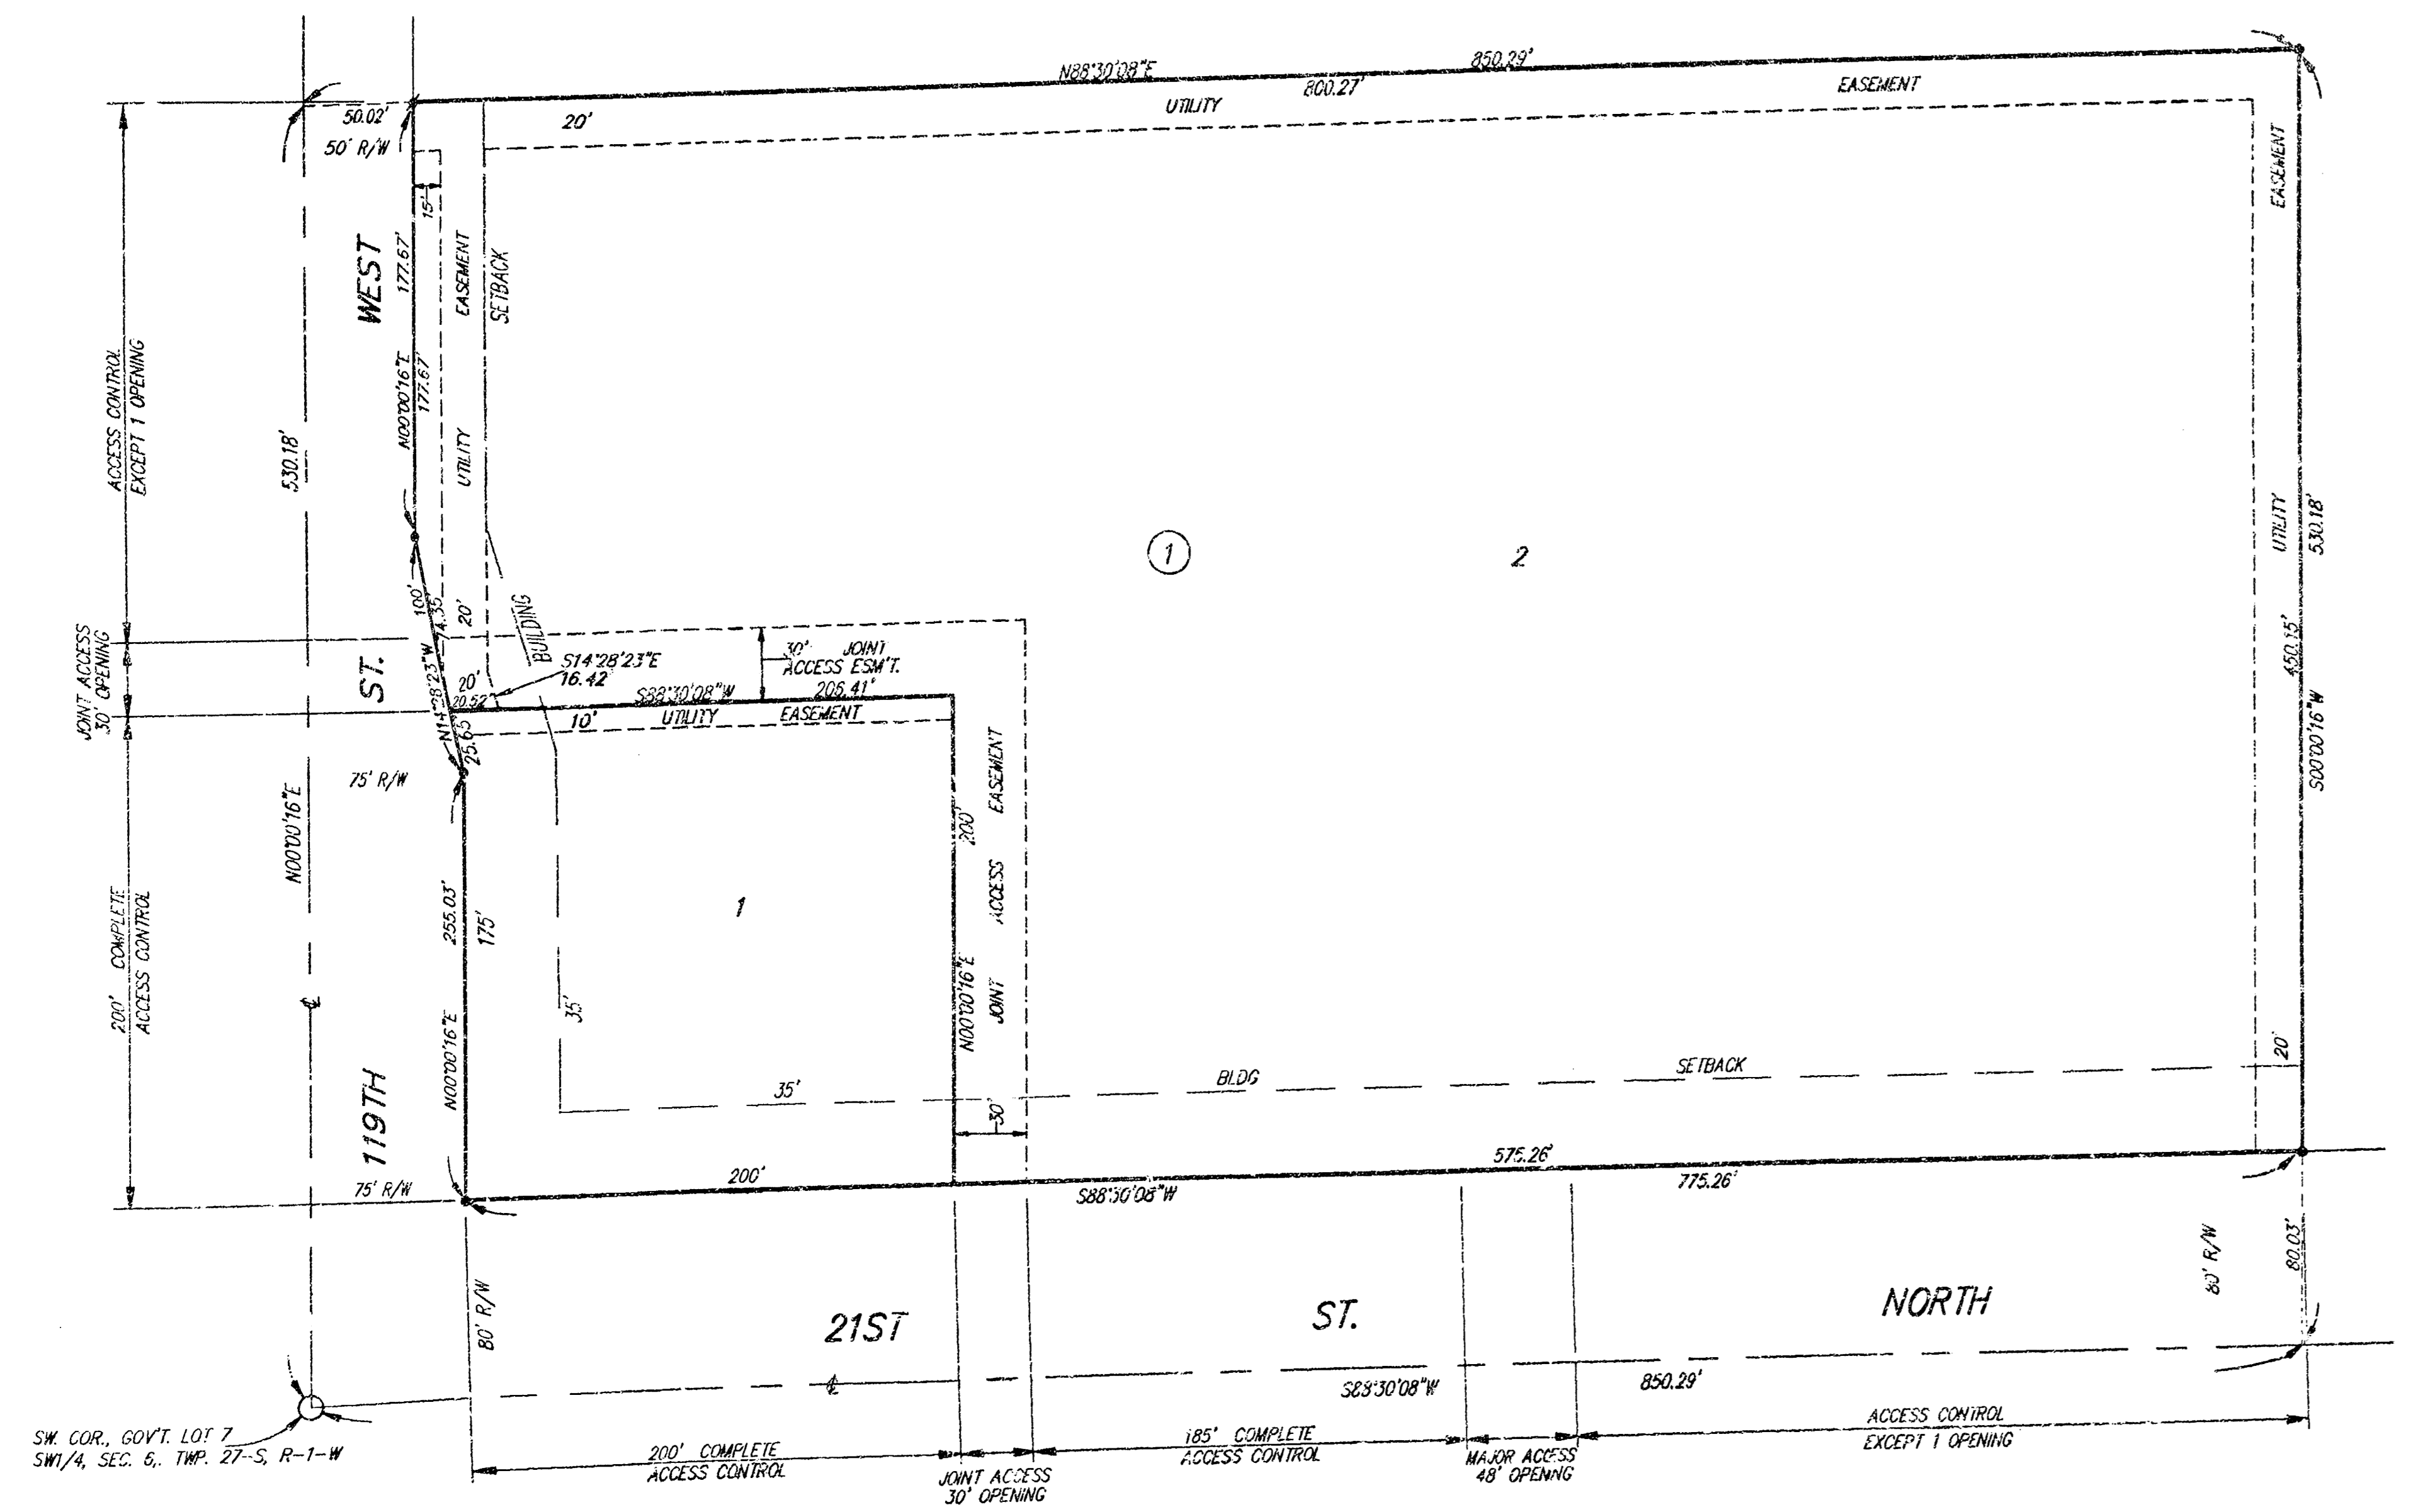 N88°30'08"E
850.29'
800.27'
UTILITY
EASEMENT
50.02'
50' R/W
20'
15'
EASEMENT
WEST
177.67'
EASEMENT
SETBACK
N00°00'16"E
177.67'
UTILITY
ACCESS CONTROL
EXCEPT 1 OPENING
530.18'
1
2
UTILITY
530.18'
100'
74.35'
20'
BUILDING
JOINT ACCESS
30' OPENING
ST.
N14°28'23"W
20'
20.52'
S14°28'23"E
16.42'
30' JOINT
ACCESS ESM'T.
S88°30'08"W
205.41'
450.15'
S00°00'16"W
10'
UTILITY
EASEMENT
25.65'
75' R/W
N00°00'16"E
EASEMENT
200'
ACCESS
JOINT
N00°00'16"E
200' COMPLETE
ACCESS CONTROL
255.03'
175'
1
35'
N00°00'16"E
119TH
℄
35'
BLDG
SETBACK
20'
30'
75' R/W
200'
S88°30'08"W
575.26'
775.26'
80' R/W
80' R/W
80.03'
21ST
ST.
NORTH
℄
S88°30'08"W
850.29'
SW. COR., GOV'T. LOT 7
SW1/4, SEC. 6,. TWP. 27-S, R-1-W
200' COMPLETE
ACCESS CONTROL
JOINT ACCESS
30' OPENING
185' COMPLETE
ACCESS CONTROL
MAJOR ACCESS
48' OPENING
ACCESS CONTROL
EXCEPT 1 OPENING